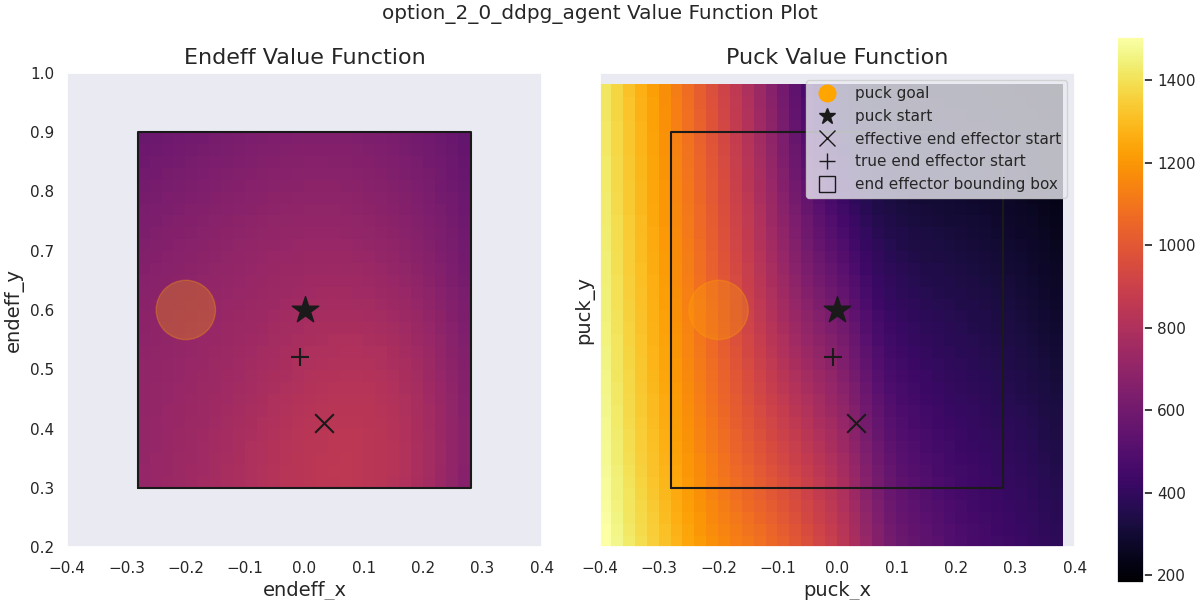 option_2_0_ddpg_agent Value Function Plot
Endeff Value Function
1.0
0.9
0.8
0.7
0.6
0.5
0.4
0.3
0.2
endeff_y
−0.4 −0.3 −0.2 −0.1 0.0 0.1 0.2 0.3 0.4
endeff_x
Puck Value Function
puck goal
puck start
effective end effector start
true end effector start
end effector bounding box
puck_y
−0.4 −0.3 −0.2 −0.1 0.0 0.1 0.2 0.3 0.4
puck_x
1400
1200
1000
800
600
400
200